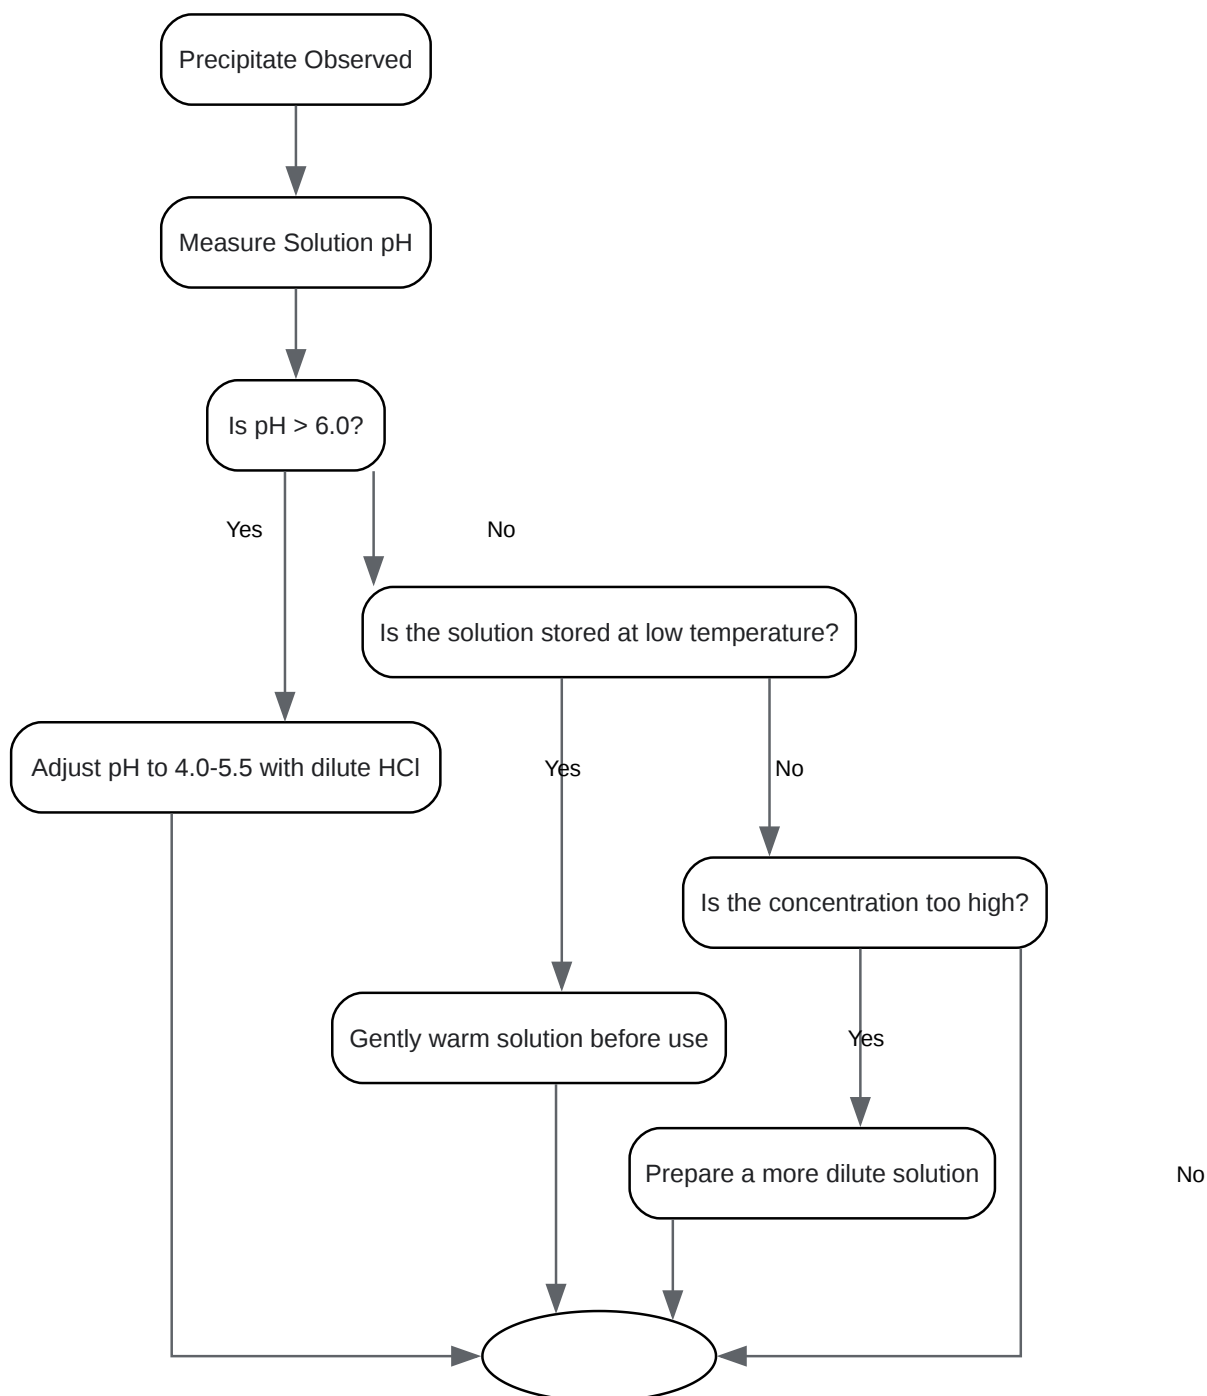 Precipitate Observed
Measure Solution pH
Is pH > 6.0?
Yes
No
Is the solution stored at low temperature?
Adjust pH to 4.0-5.5 with dilute HCl
Yes
No
Is the concentration too high?
Gently warm solution before use
Yes
Prepare a more dilute solution
No